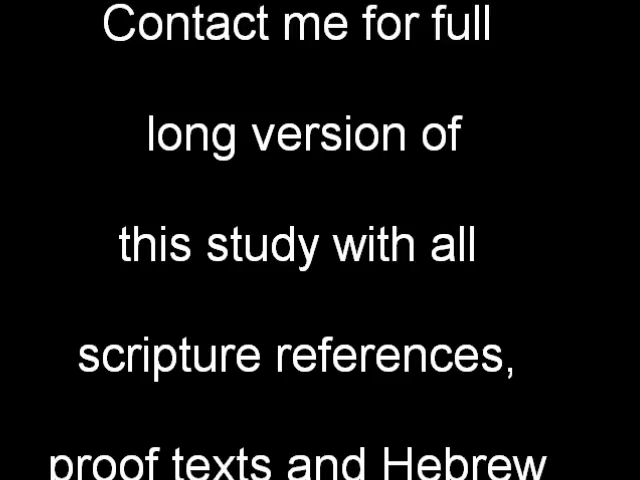 Contact me for full
long version of
this study with all
scripture references,
proof texts and Hebrew